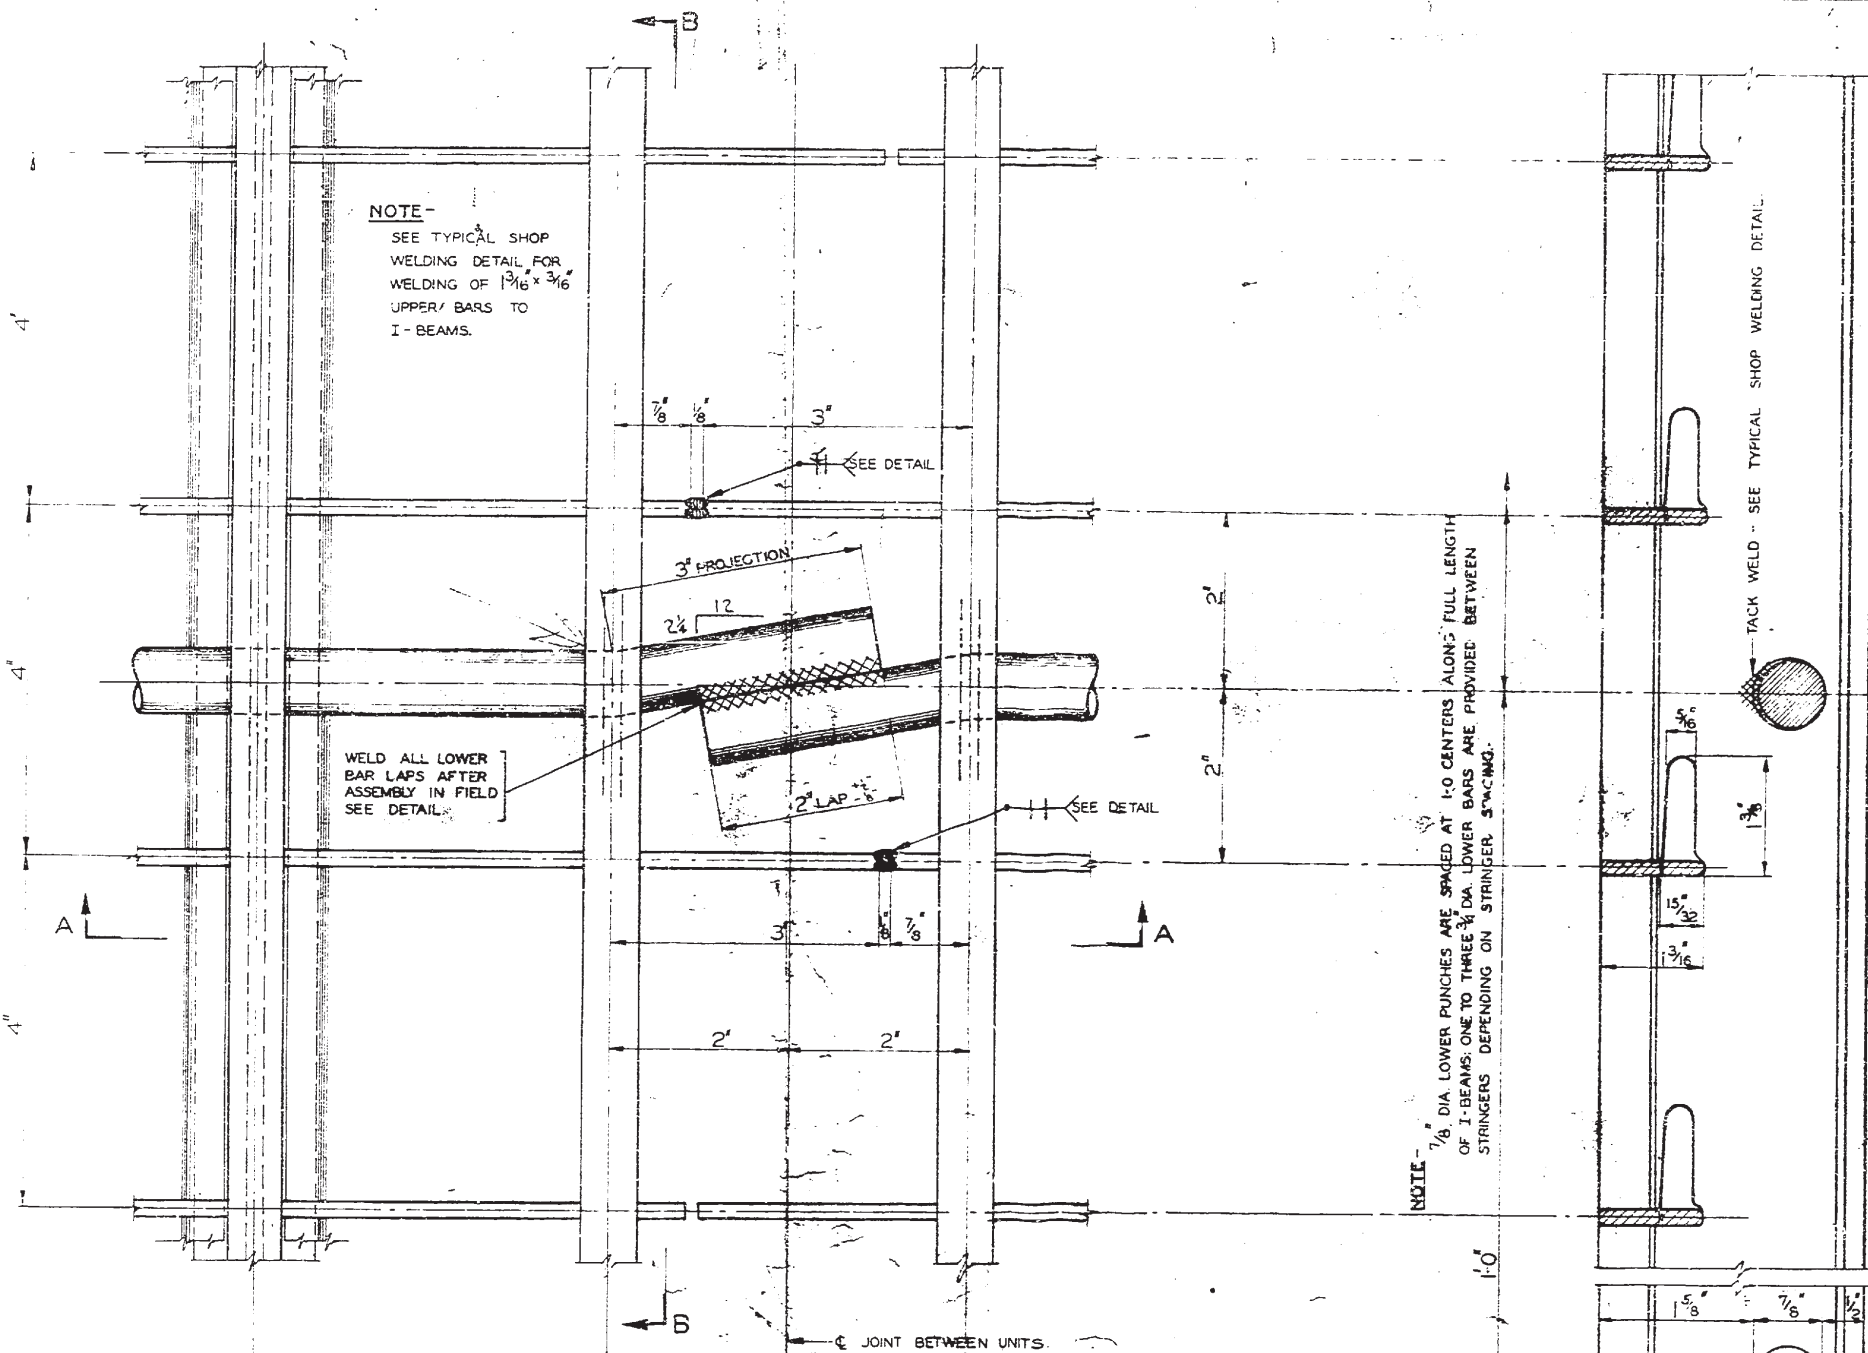 B
NOTE-
SEE TYPICAL SHOP
WELDING DETAIL FOR
WELDING OF 1 3/16" x 3/16"
UPPER BARS TO
I-BEAMS.
4'
7/8" 1/8" 3"
SEE DETAIL
3" PROJECTION
12
2 1/4
4"
WELD ALL LOWER
BAR LAPS AFTER
ASSEMBLY IN FIELD
SEE DETAIL
2" LAP
SEE DETAIL
2"
2"
A
A
3" 1/8" 7/8"
4"
2" 2"
B
℄ JOINT BETWEEN UNITS.
NOTE-
7/8" DIA. LOWER PUNCHES ARE SPACED AT 1'-0 CENTERS ALONG FULL LENGTH
OF I-BEAMS: ONE TO THREE 3/4" DIA. LOWER BARS ARE PROVIDED BETWEEN
STRINGERS DEPENDING ON STRINGER SPACING.
1'-0"
TACK WELD - SEE TYPICAL SHOP WELDING DETAIL.
5/16"
1 3/8"
15/32"
1 3/16"
1 5/8" 7/8" 1/2"